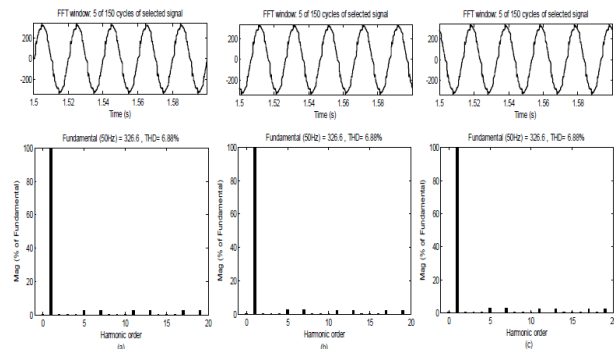 FFT window: 5 of 150 cycles of selected signal
200
0
-200
1.5 1.52 1.54 1.56 1.58
Time (s)
FFT window: 5 of 150 cycles of selected signal
200
0
-200
1.5 1.52 1.54 1.56 1.58
Time (s)
FFT window: 5 of 150 cycles of selected signal
200
0
-200
1.5 1.52 1.54 1.56 1.58
Time (s)
Fundamental (50Hz) = 326.6 , THD= 6.88%
Mag (% of Fundamental)
100
80
60
40
20
0
0 5 10 15 20
Harmonic order
(a)
Fundamental (50Hz) = 326.6 , THD= 6.88%
Mag (% of Fundamental)
100
80
60
40
20
0
0 5 10 15 20
Harmonic order
(b)
Fundamental (50Hz) = 326.6 , THD= 6.88%
Mag (% of Fundamental)
100
80
60
40
20
0
0 5 10 15 20
Harmonic order
(c)